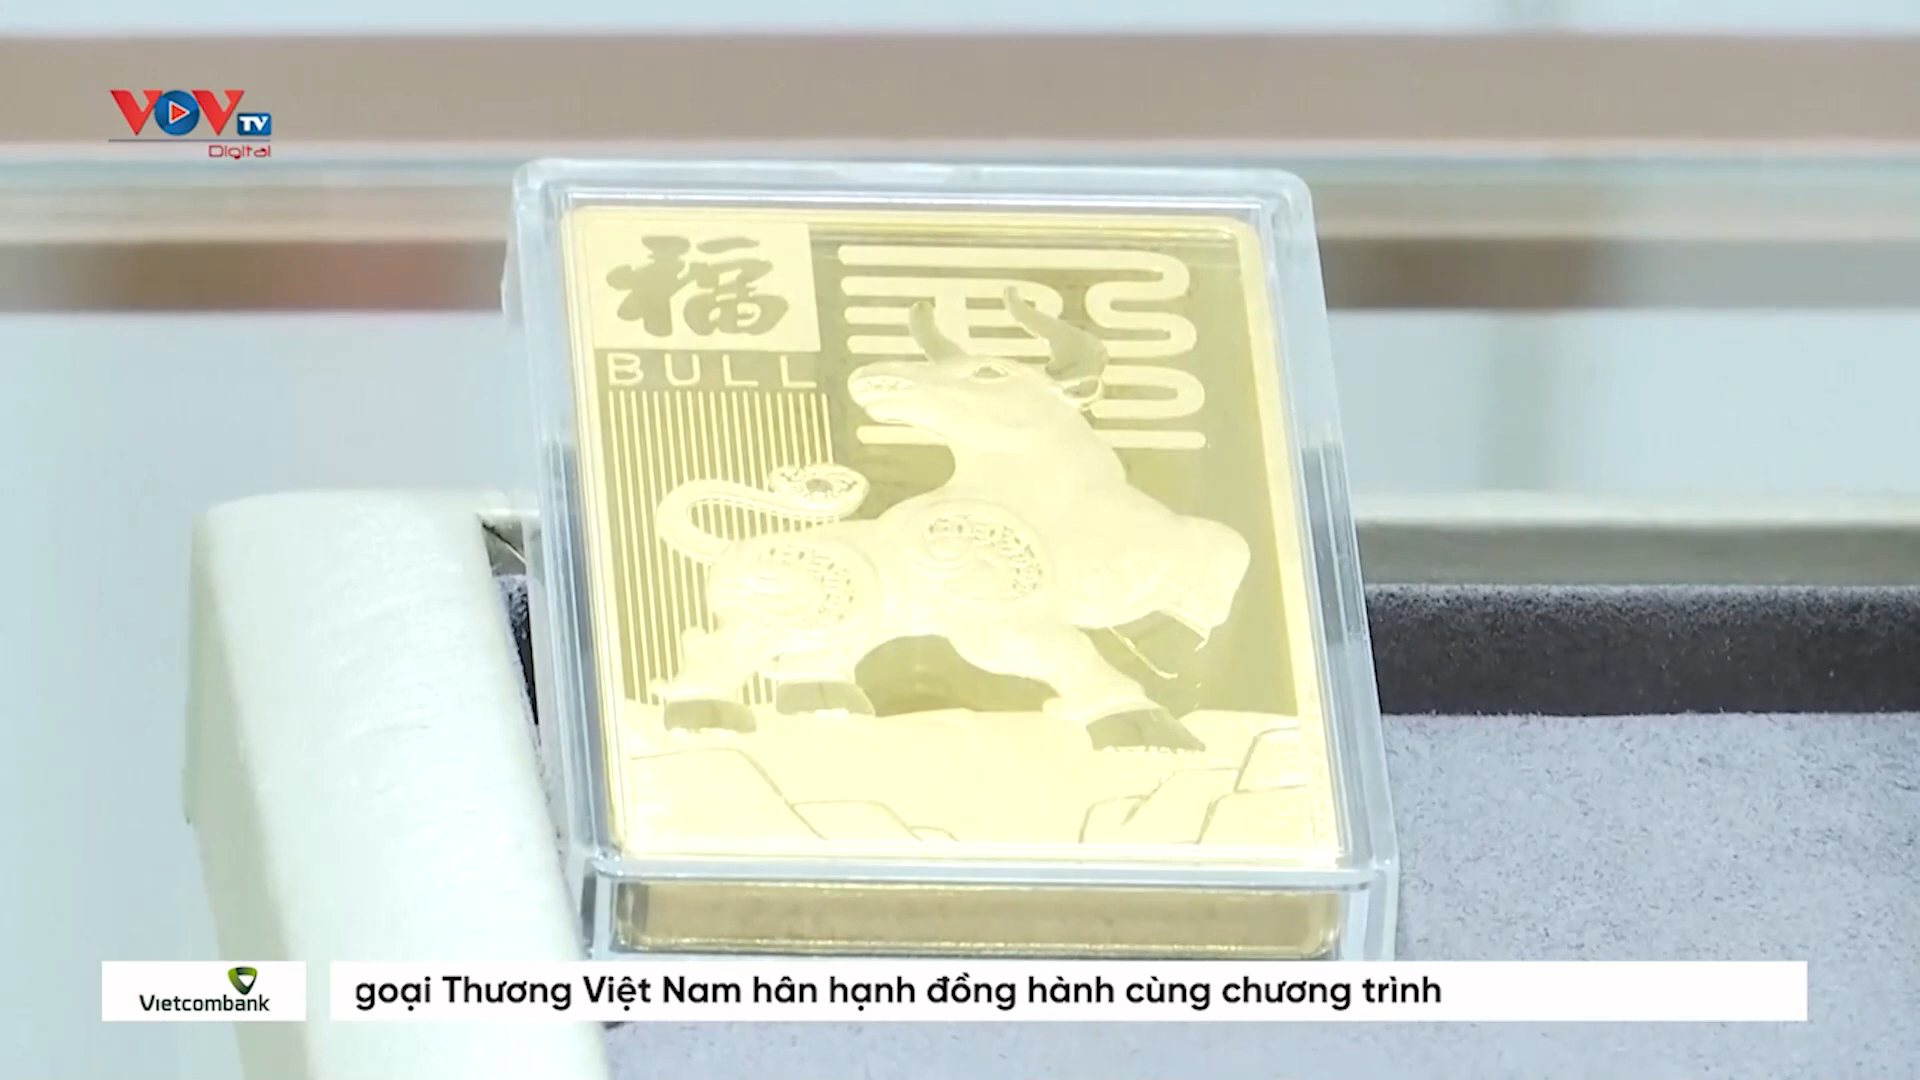 VOV TV
Digital
福
BULL
Vietcombank
goại Thương Việt Nam hân hạnh đồng hành cùng chương trình